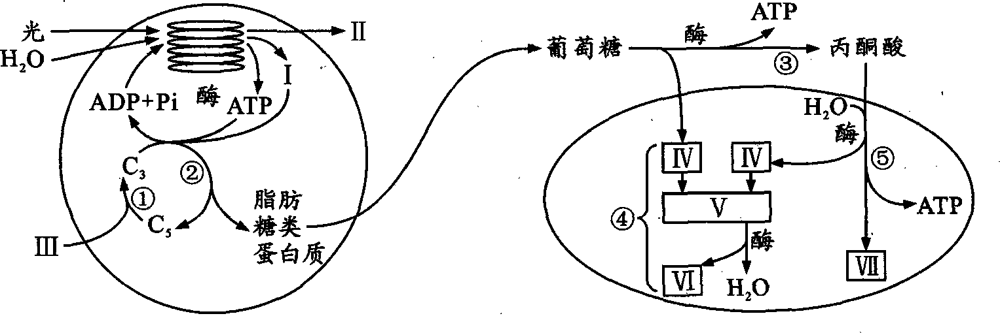 光
H₂O
Ⅱ
Ⅰ
ADP+Pi
酶
ATP
C₃
②
①
C₅
Ⅲ
脂肪
糖类
蛋白质
葡萄糖
酶
ATP
③
丙酮酸
H₂O
酶
⑤
Ⅳ
Ⅳ
④
Ⅴ
ATP
酶
Ⅵ
H₂O
Ⅶ